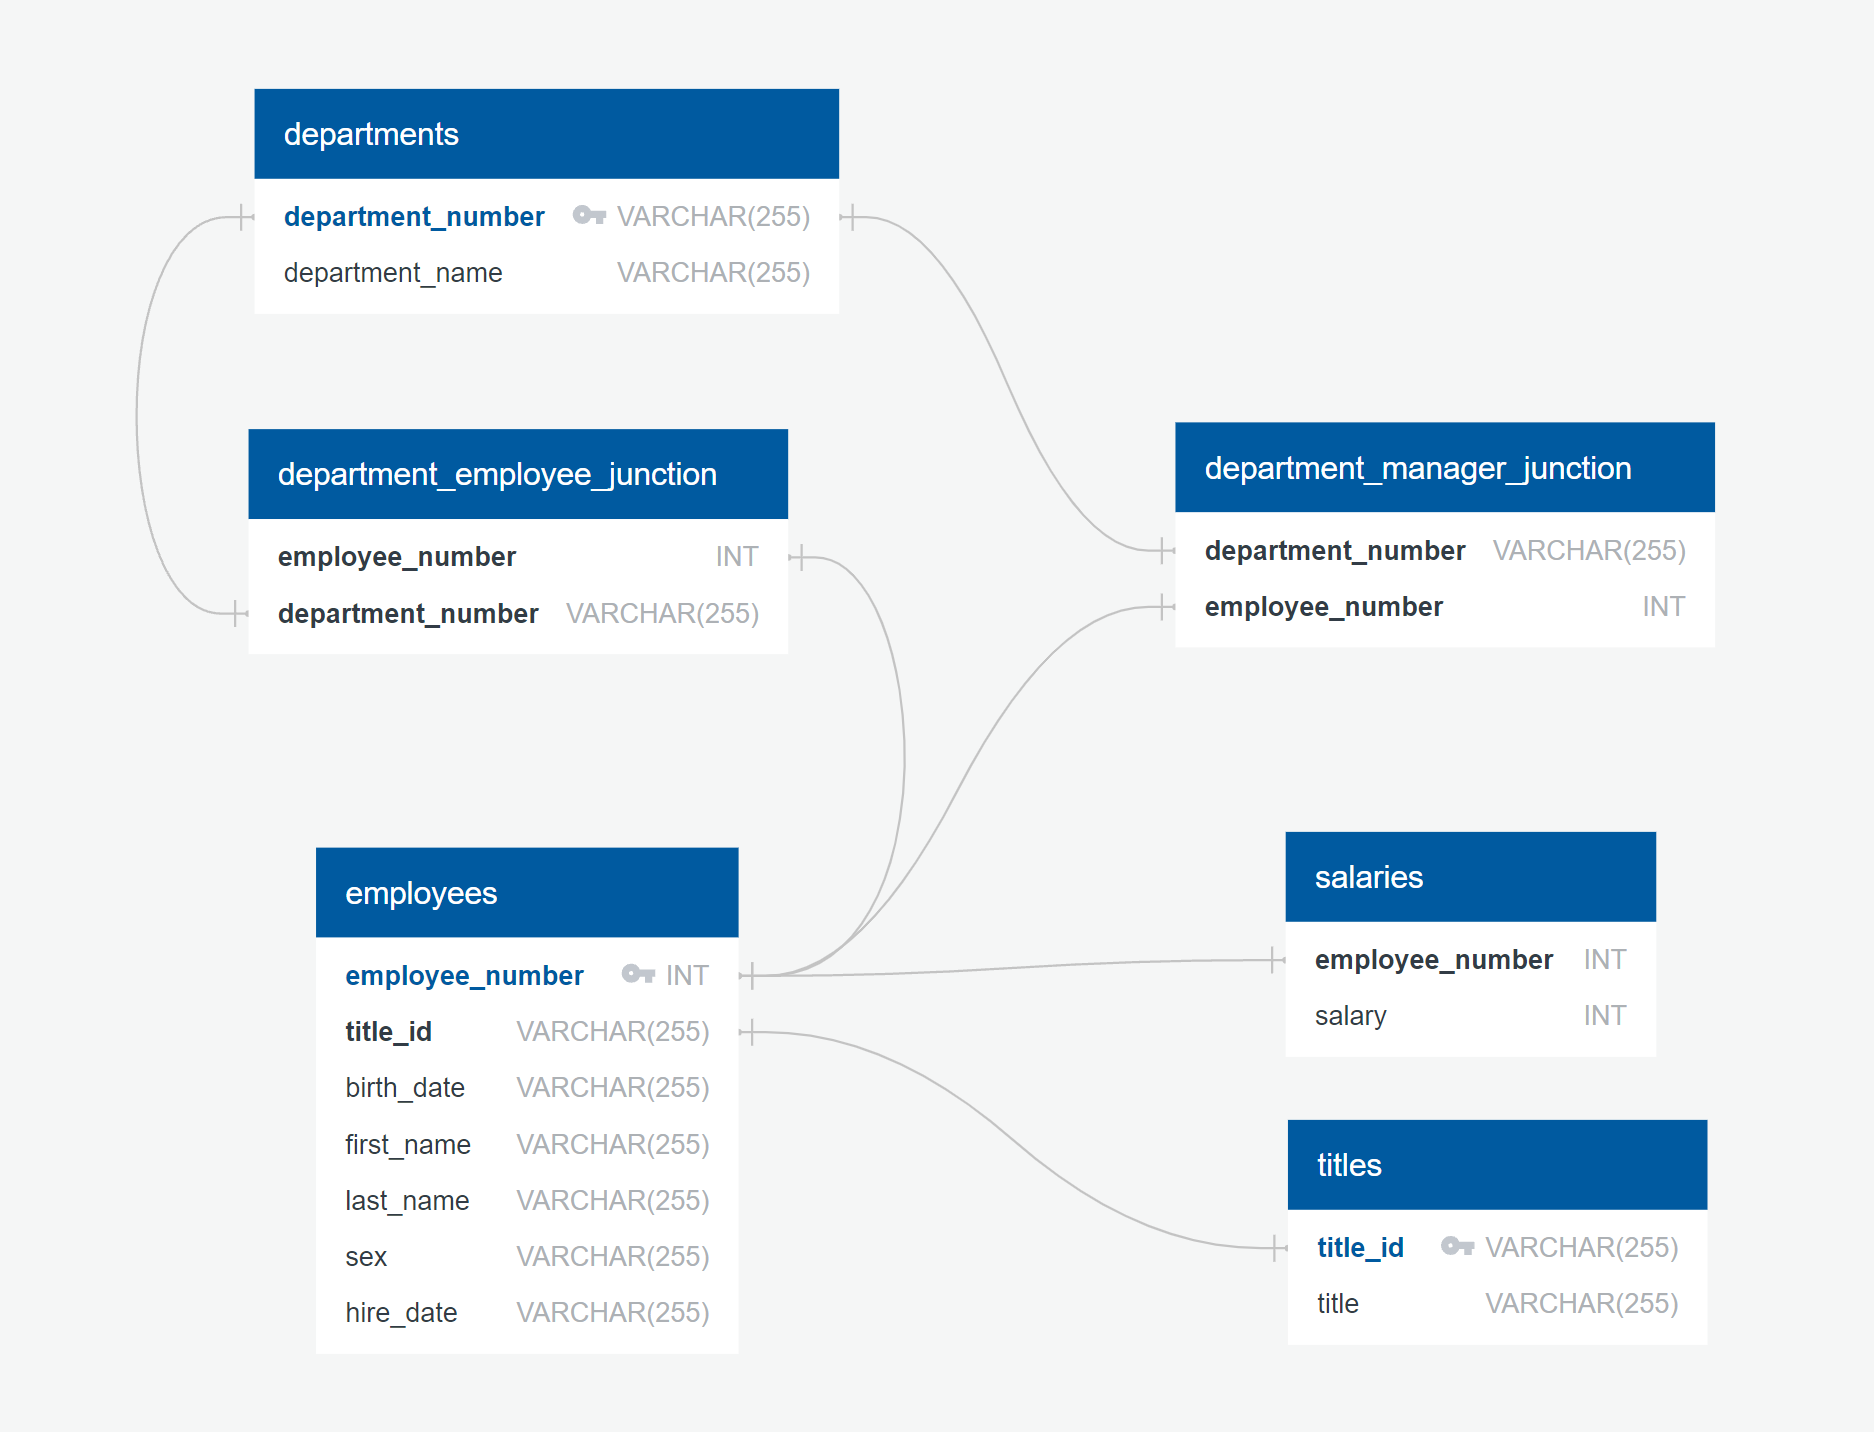 departments
department_number VARCHAR(255)
department_name VARCHAR(255)
department_employee_junction
employee_number INT
department_number VARCHAR(255)
department_manager_junction
department_number VARCHAR(255)
employee_number INT
employees
employee_number INT
title_id VARCHAR(255)
birth_date VARCHAR(255)
first_name VARCHAR(255)
last_name VARCHAR(255)
sex VARCHAR(255)
hire_date VARCHAR(255)
salaries
employee_number INT
salary INT
titles
title_id VARCHAR(255)
title VARCHAR(255)